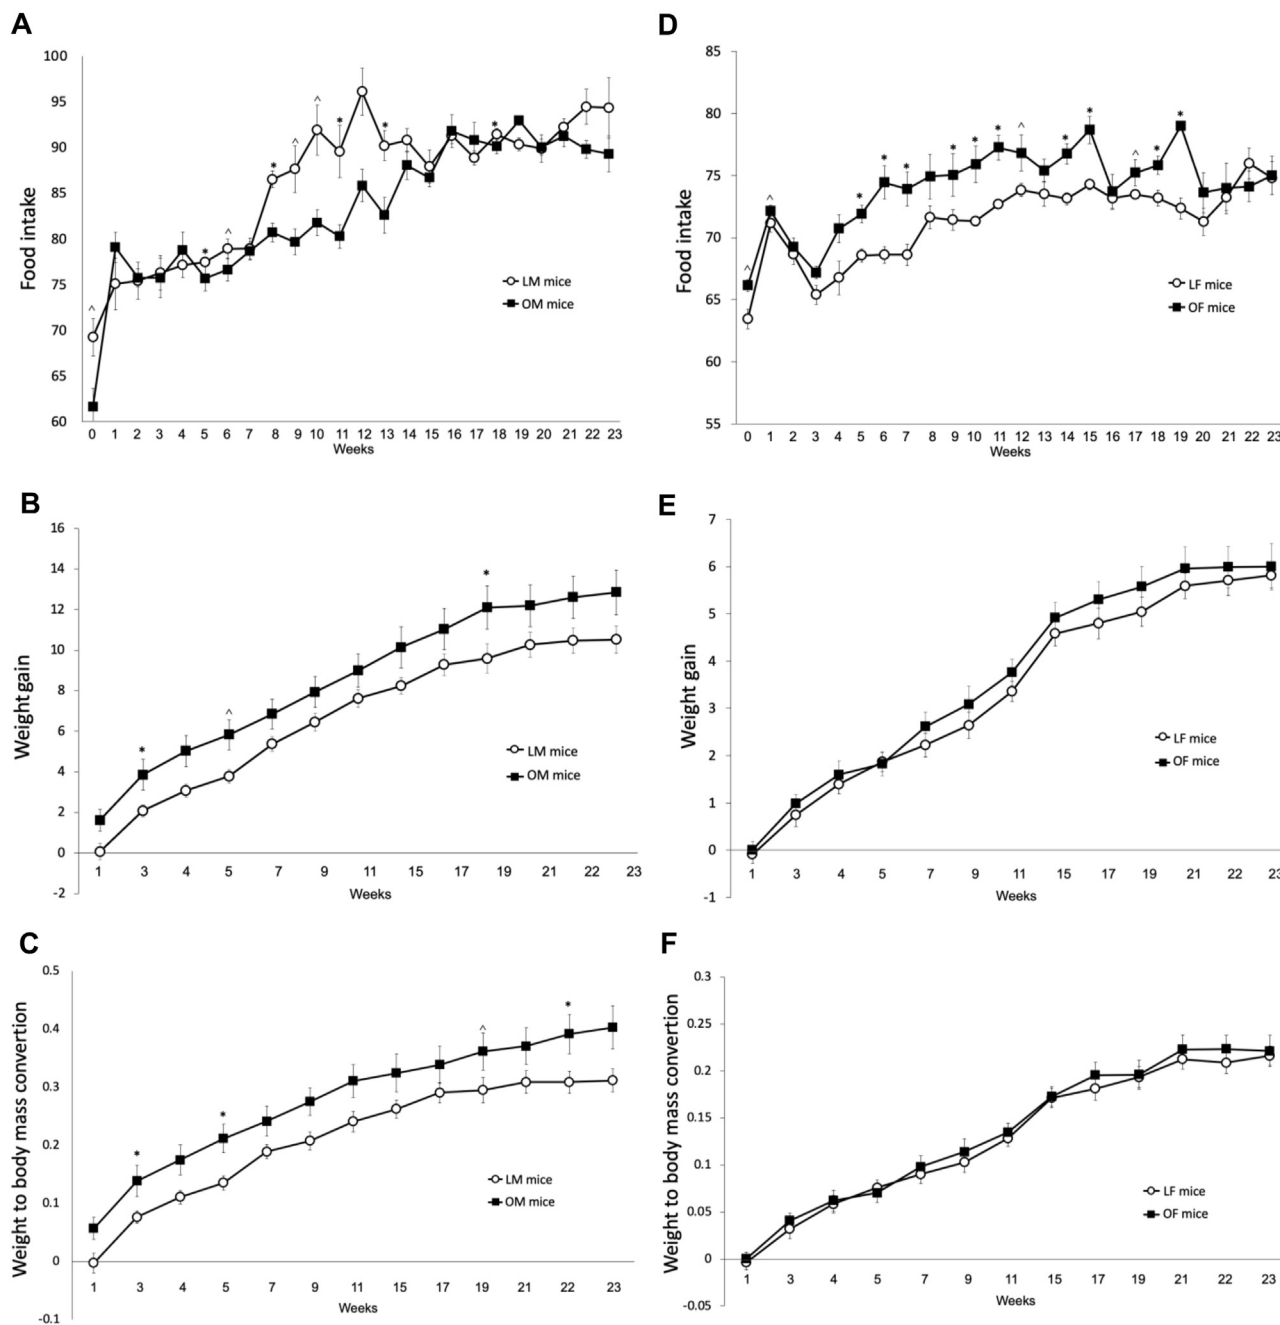 A
Food intake
100
95
90
85
80
75
70
65
60
^ * ^ * ^ ^ * * *
LM mice
OM mice
0 1 2 3 4 5 6 7 8 9 10 11 12 13 14 15 16 17 18 19 20 21 22 23
Weeks
D
Food intake
85
80
75
70
65
60
55
^ ^ * * * * * * ^ * * ^ * *
LF mice
OF mice
0 1 2 3 4 5 6 7 8 9 10 11 12 13 14 15 16 17 18 19 20 21 22 23
Weeks
B
Weight gain
16
14
12
10
8
6
4
2
0
-2
* ^ *
LM mice
OM mice
1 3 4 5 7 9 11 15 17 19 21 22 23
Weeks
E
Weight gain
7
6
5
4
3
2
1
0
-1
LF mice
OF mice
1 3 4 5 7 9 11 15 17 19 21 22 23
Weeks
C
Weight to body mass convertion
0.5
0.4
0.3
0.2
0.1
0
-0.1
* * ^ *
LM mice
OM mice
1 3 4 5 7 9 11 15 17 19 21 22 23
Weeks
F
Weight to body mass convertion
0.3
0.25
0.2
0.15
0.1
0.05
0
-0.05
LF mice
OF mice
1 3 4 5 7 9 11 15 17 19 21 22 23
Weeks